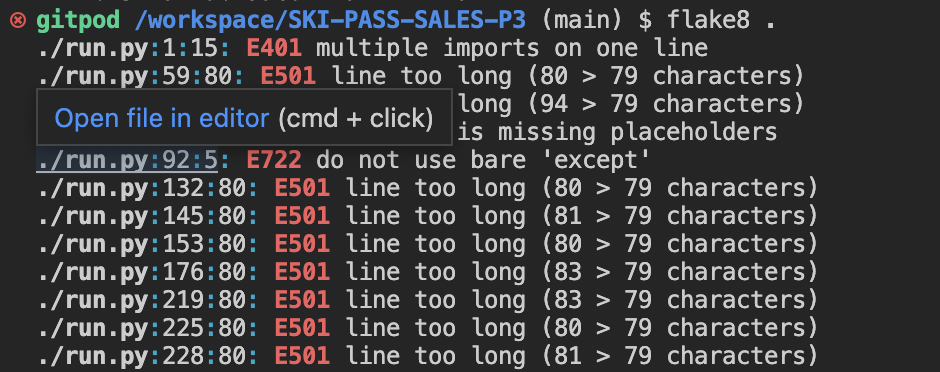 gitpod /workspace/SKI-PASS-SALES-P3 (main) $ flake8 .
./run.py:1:15: E401 multiple imports on one line
./run.py:59:80: E501 line too long (80 > 79 characters)
long (94 > 79 characters)
Open file in editor (cmd + click)
is missing placeholders
./run.py:92:5: E722 do not use bare 'except'
./run.py:132:80: E501 line too long (80 > 79 characters)
./run.py:145:80: E501 line too long (81 > 79 characters)
./run.py:153:80: E501 line too long (80 > 79 characters)
./run.py:176:80: E501 line too long (83 > 79 characters)
./run.py:219:80: E501 line too long (83 > 79 characters)
./run.py:225:80: E501 line too long (80 > 79 characters)
./run.py:228:80: E501 line too long (81 > 79 characters)